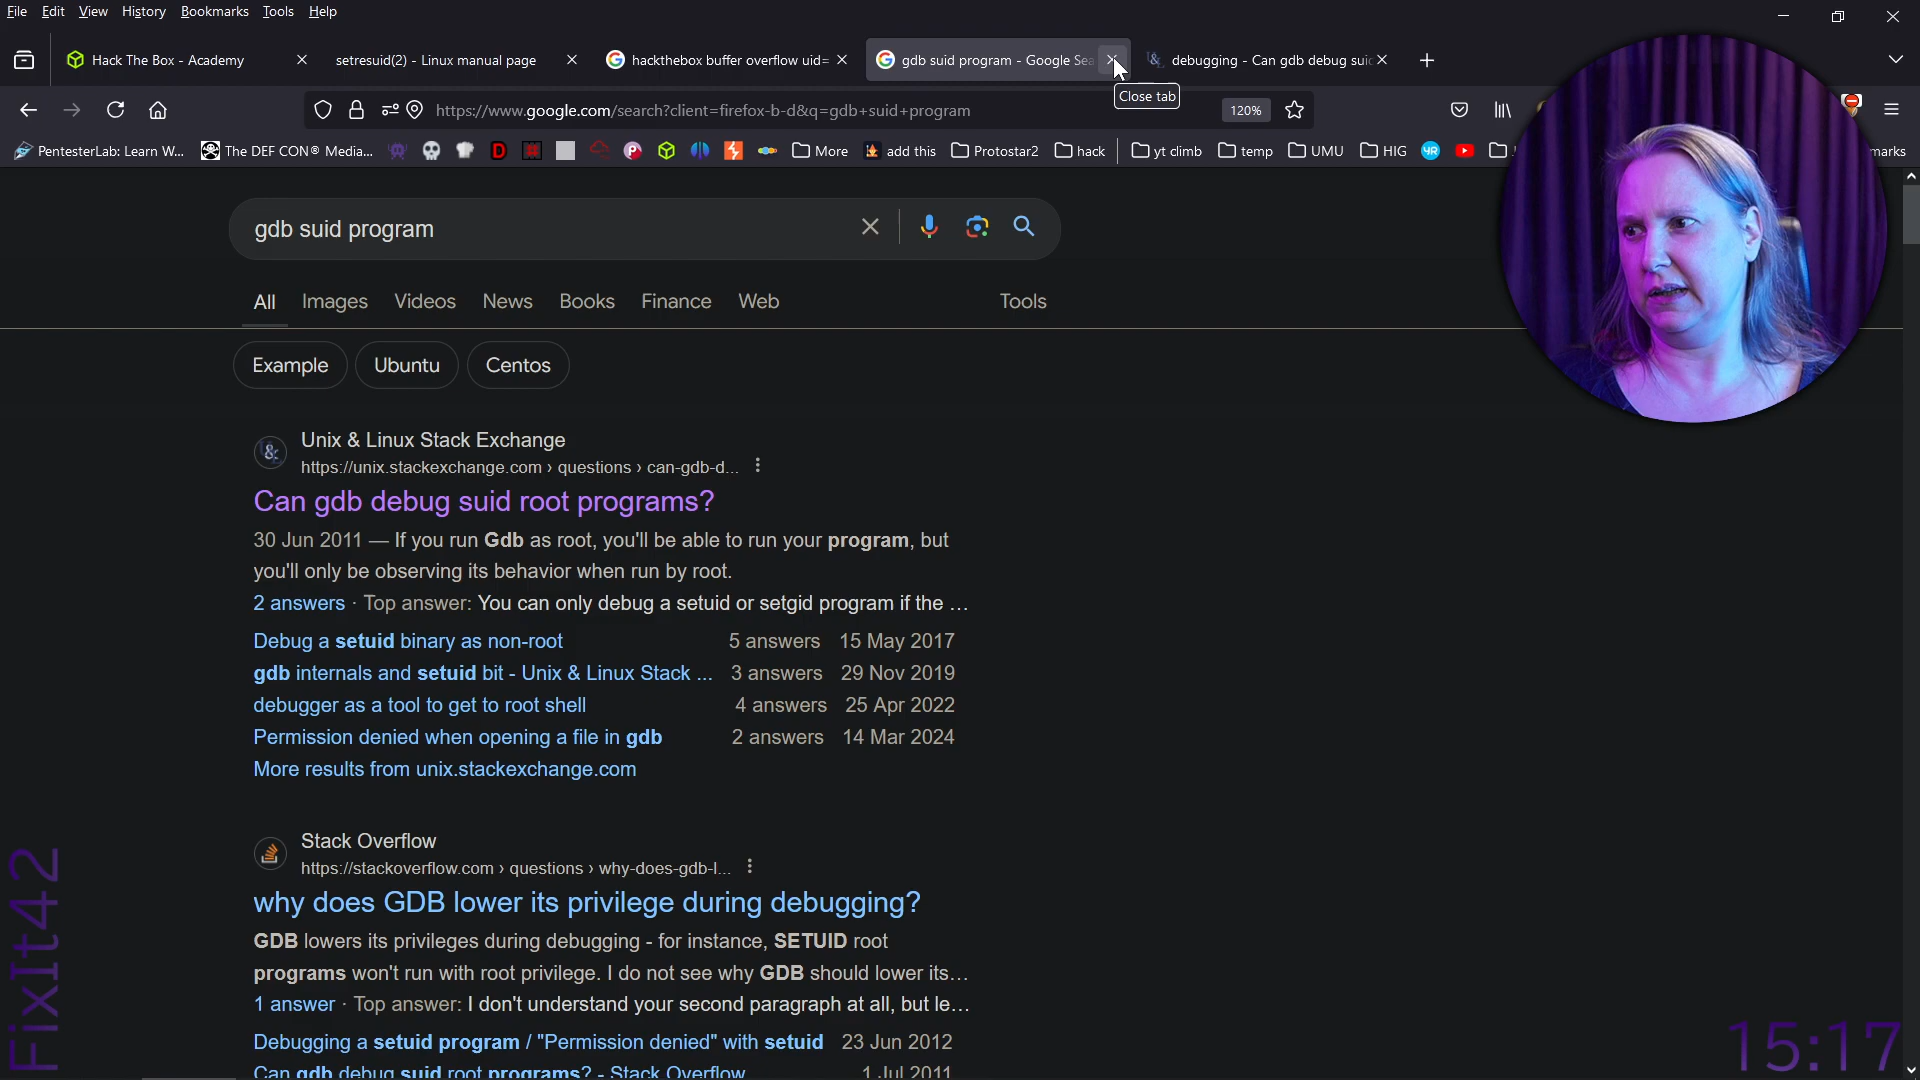 File Edit View History Bookmarks Tools Help
Hack The Box - Academy
setresuid(2) - Linux manual page
hackthebox buffer overflow uid=
gdb suid program - Google Sea
debugging - Can gdb debug suid
https://www.google.com/search?client=firefox-b-d&q=gdb+suid+program
120%
Close tab
PentesterLab: Learn W... The DEF CON® Media... More add this Protostar2 hack yt climb temp UMU HIG
marks
gdb suid program
All Images Videos News Books Finance Web Tools
Example Ubuntu Centos
Unix & Linux Stack Exchange
https://unix.stackexchange.com › questions › can-gdb-d...
Can gdb debug suid root programs?
30 Jun 2011 — If you run Gdb as root, you'll be able to run your program, but
you'll only be observing its behavior when run by root.
2 answers · Top answer: You can only debug a setuid or setgid program if the ...
Debug a setuid binary as non-root 5 answers 15 May 2017
gdb internals and setuid bit - Unix & Linux Stack ... 3 answers 29 Nov 2019
debugger as a tool to get to root shell 4 answers 25 Apr 2022
Permission denied when opening a file in gdb 2 answers 14 Mar 2024
More results from unix.stackexchange.com
Stack Overflow
https://stackoverflow.com › questions › why-does-gdb-l...
why does GDB lower its privilege during debugging?
GDB lowers its privileges during debugging - for instance, SETUID root
programs won't run with root privilege. I do not see why GDB should lower its...
1 answer · Top answer: I don't understand your second paragraph at all, but le...
Debugging a setuid program / "Permission denied" with setuid 23 Jun 2012
Can gdb debug suid root programs? - Stack Overflow 1 Jul 2011
FixIt42
15:17